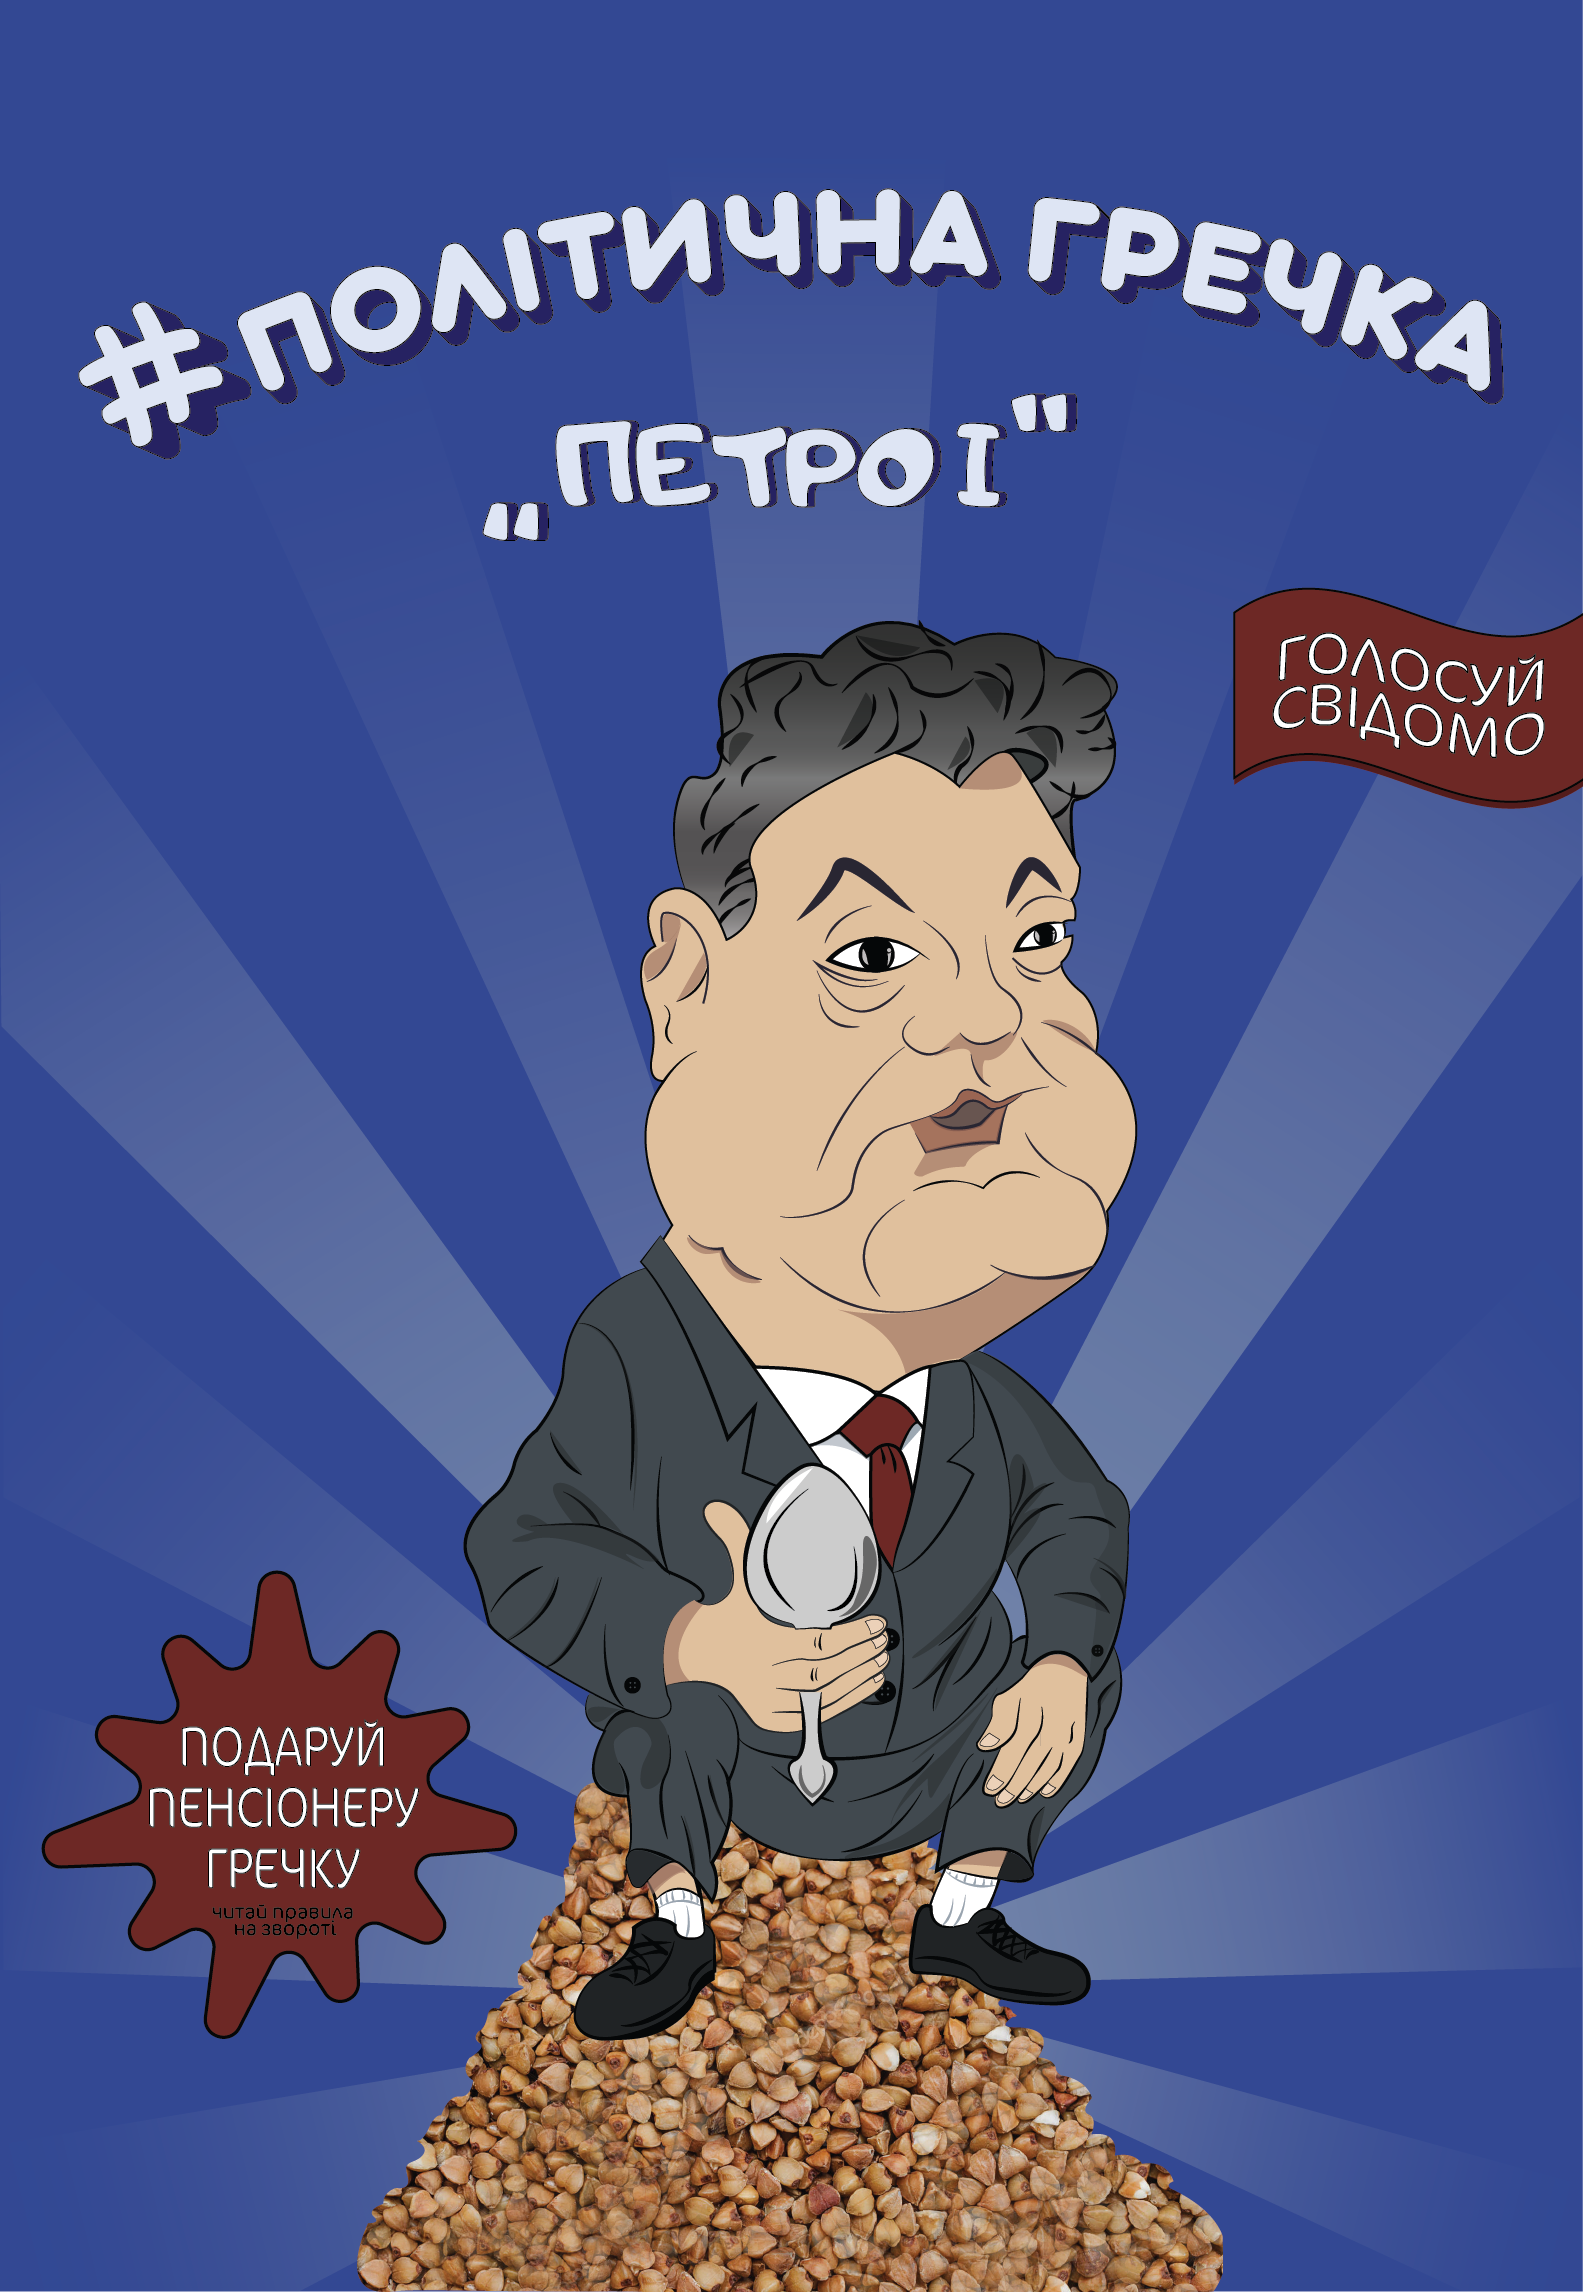 #ПОЛІТИЧНА ГРЕЧКА
„ПЕТРО І“
ГОЛОСУЙ
СВІДОМО
ПОДАРУЙ
ПЕНСІОНЕРУ
ГРЕЧКУ
читай правила
на звороті